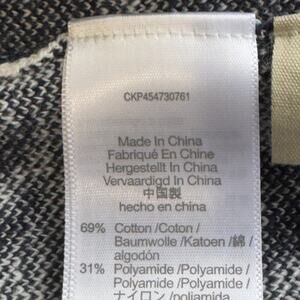 CKP454730761
Made In China
Fabriqué En Chine
Hergestellt In China
Vervaardigd In China
中国製
hecho en china
69% Cotton /Coton /
Baumwolle /Katoen /綿 /
algodón
31% Polyamide /Polyamide /
Polyamide /Polyamide /
ナイロン /poliamida